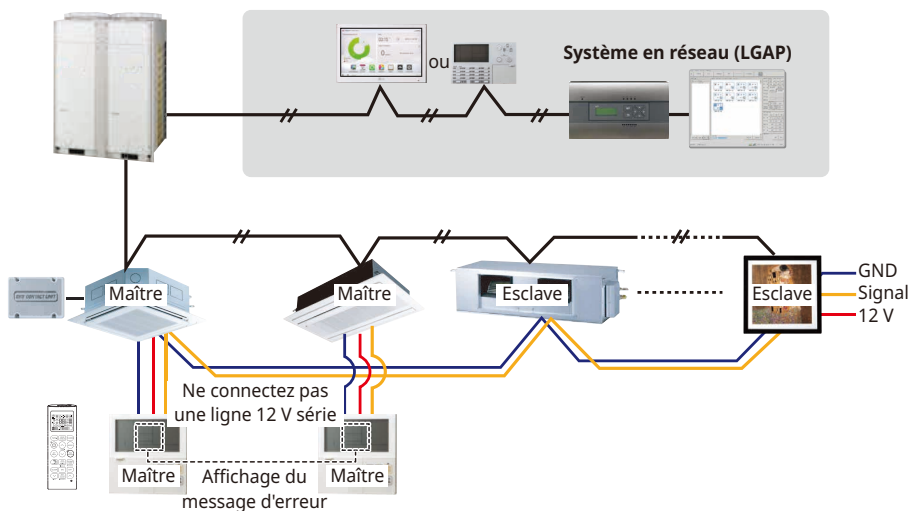 ou
Système en réseau (LGAP)
Maître
Maître
Esclave
Esclave
GND
Signal
12 V
Ne connectez pas
une ligne 12 V série
Maître
Affichage du
message d'erreur
Maître